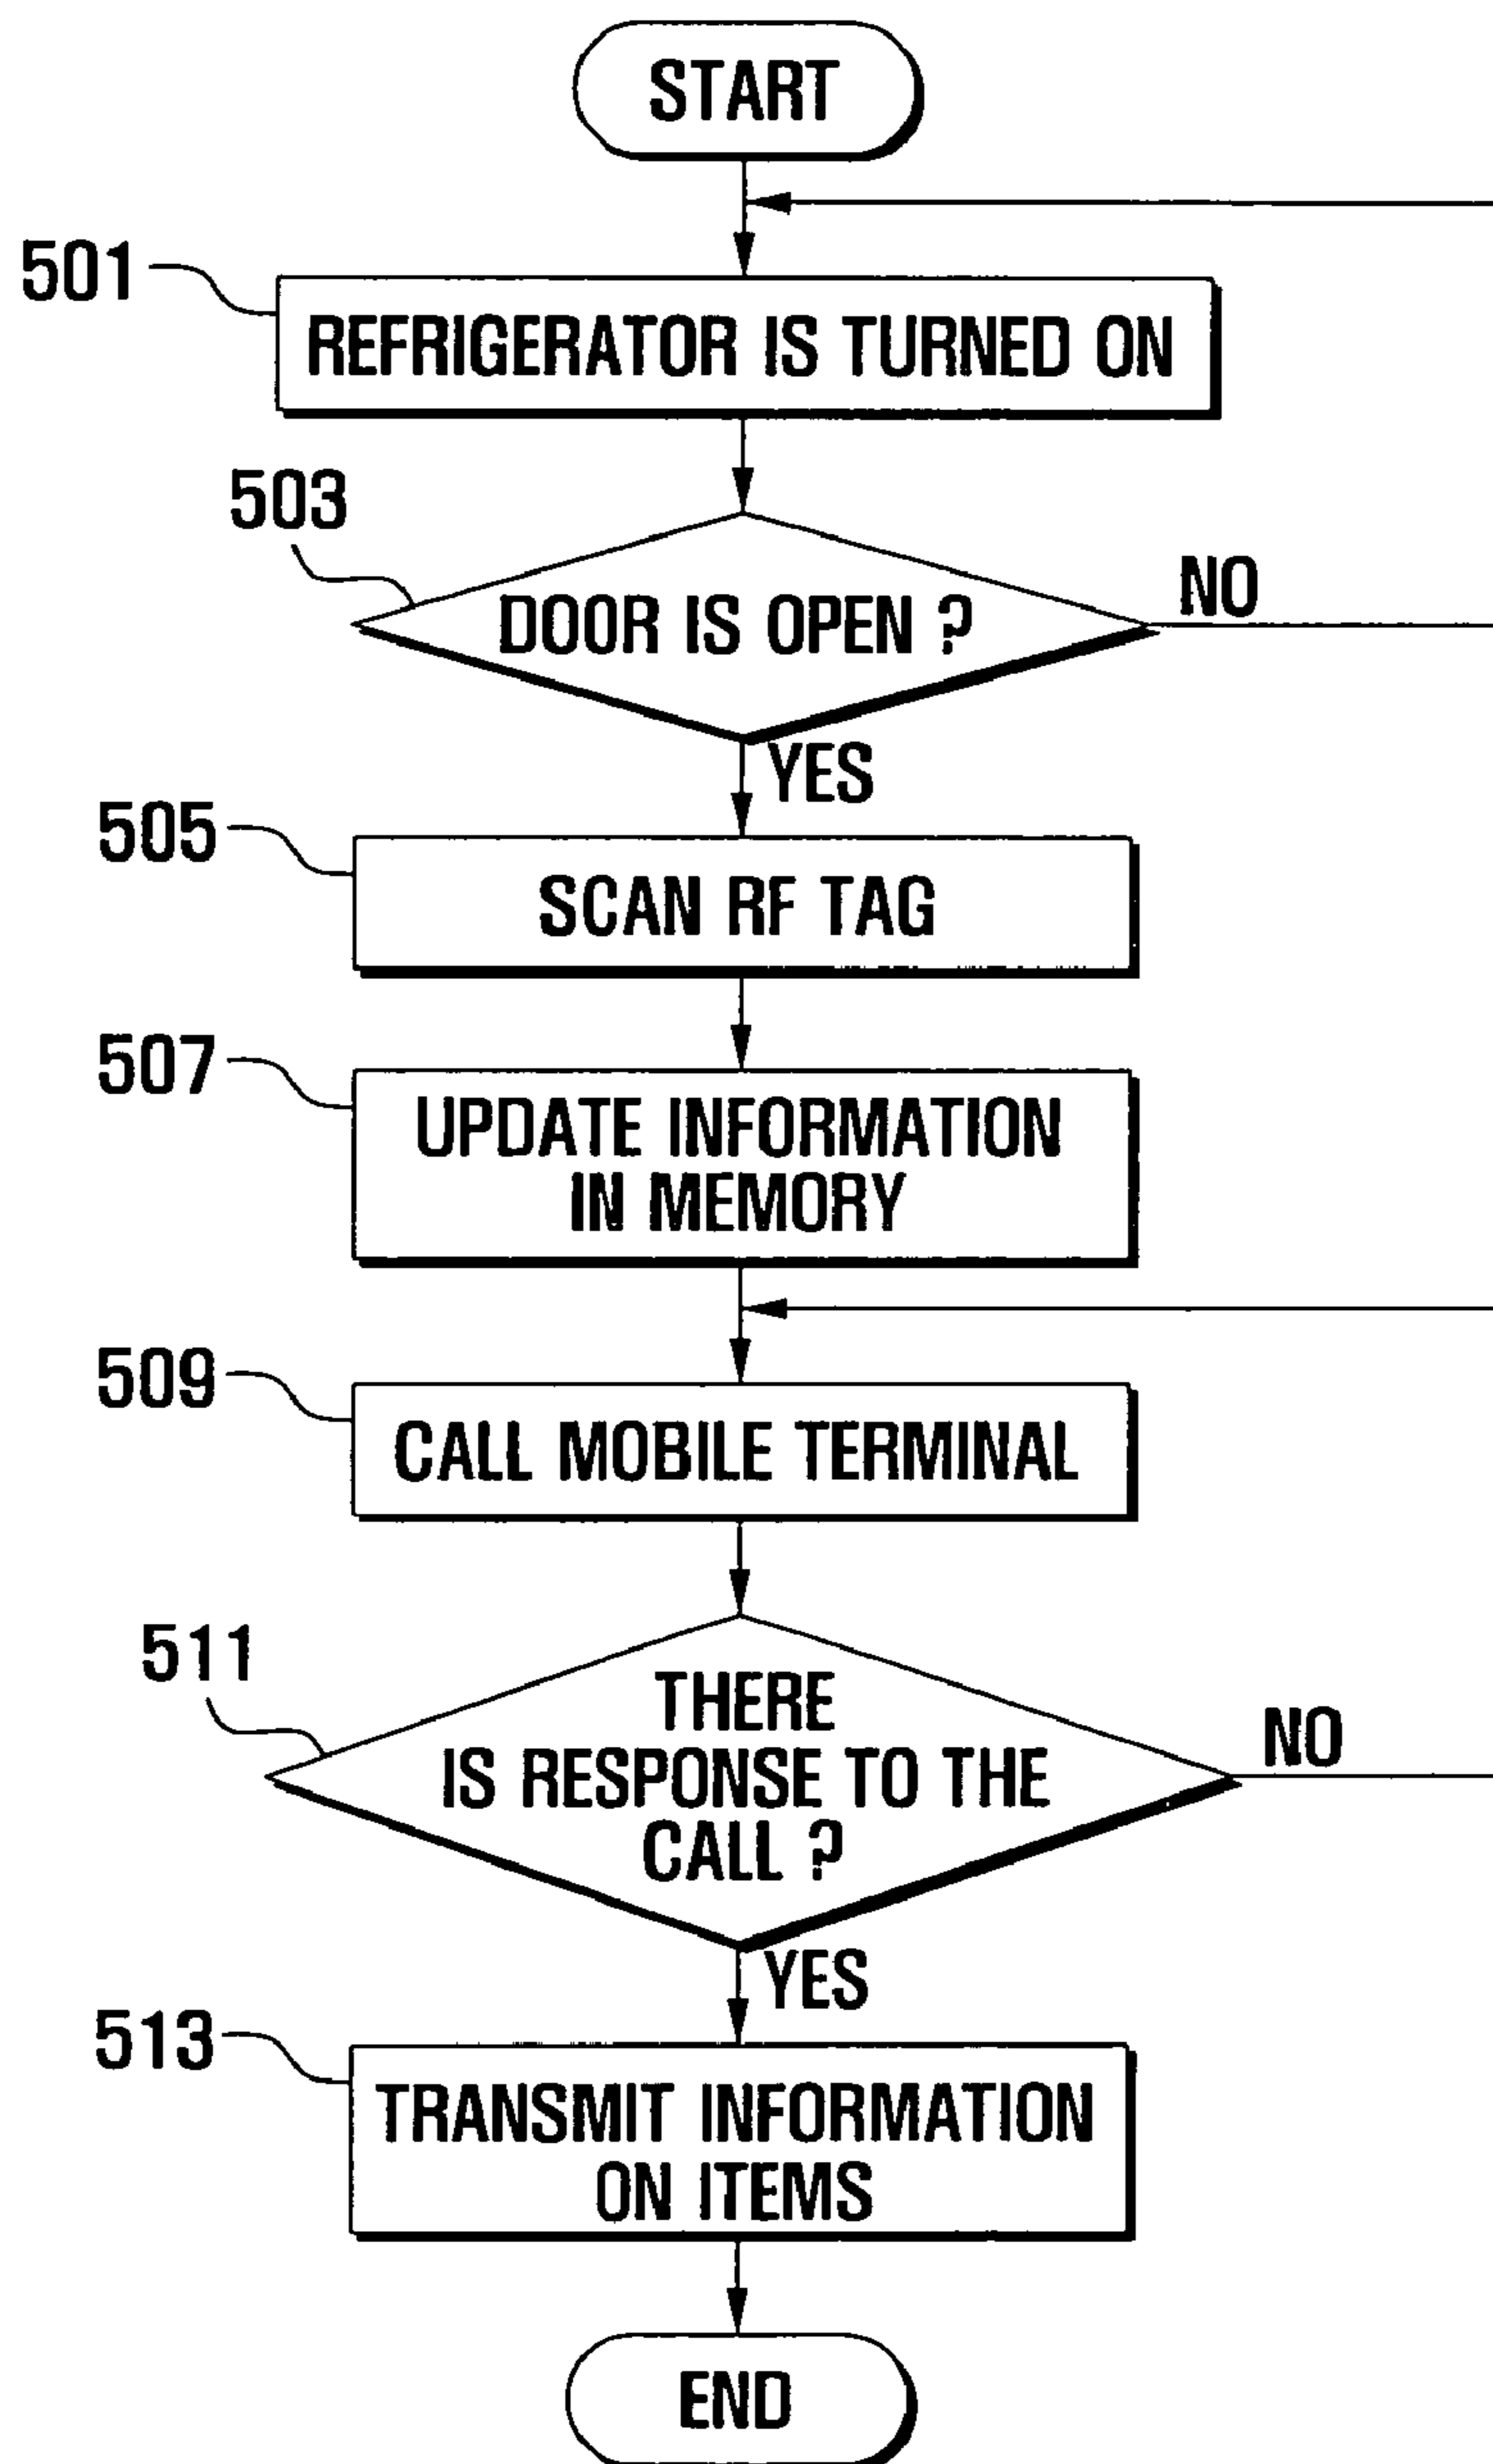 START
501
REFRIGERATOR IS TURNED ON
503
DOOR IS OPEN ?
NO
YES
505
SCAN RF TAG
507
UPDATE INFORMATION
IN MEMORY
509
CALL MOBILE TERMINAL
511
THERE
IS RESPONSE TO THE
CALL ?
NO
YES
513
TRANSMIT INFORMATION
ON ITEMS
END